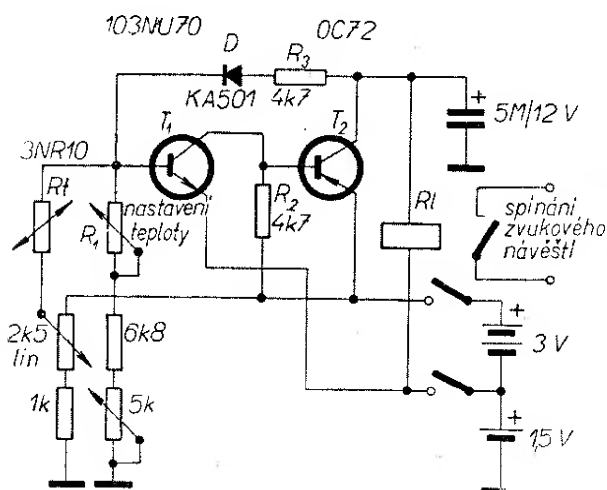 103NU70
0C72
D
R3
KA501
4k7
T1
T2
+
5M/12 V
3NR10
Rt
R1
nastavení
teploty
R2
4k7
Rl
spínání
zvukového
návěští
2k5
lin
6k8
+
3 V
1k
5k
+
1,5 V